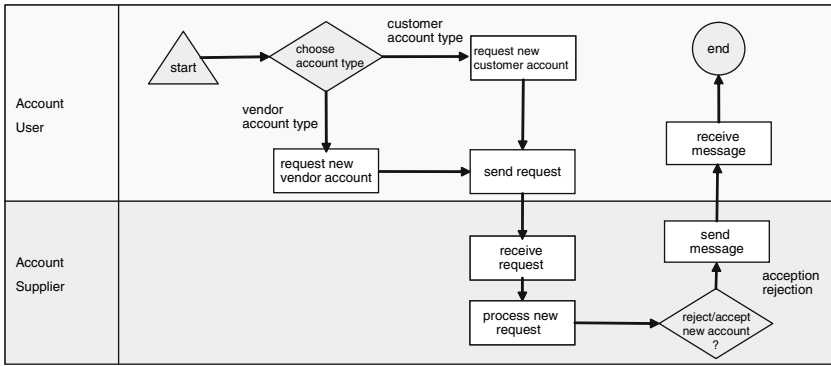 Account
User
start
choose
account type
customer
account type
request new
customer account
vendor
account type
request new
vendor account
send request
end
receive
message
Account
Supplier
receive
request
process new
request
reject/accept
new account
?
send
message
acception
rejection